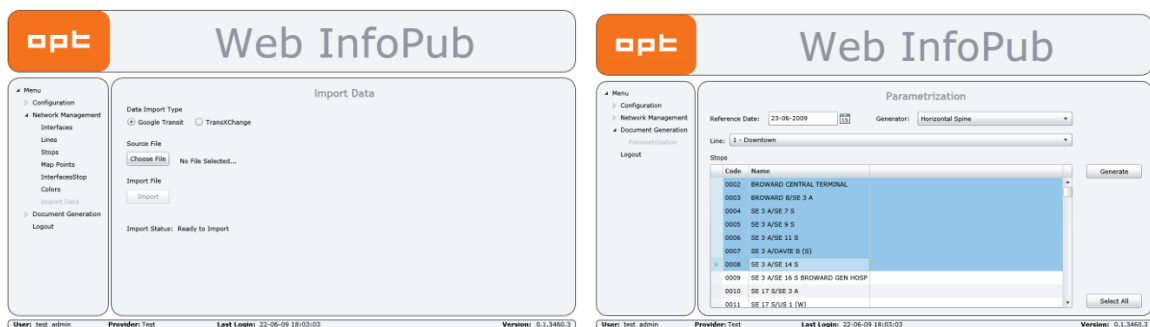 opt
Web InfoPub
Menu
Configuration
Network Management
Interfaces
Lines
Stops
Map Points
InterfacesStop
Colors
Import Data
Document Generation
Logout
Import Data
Data Import Type
Google Transit TransXChange
Source File
Choose File No File Selected...
Import File
Import
Import Status: Ready to Import
User: test_admin Provider: Test Last Login: 22-06-09 18:03:03 Version: 0.1.3460.3
opt
Web InfoPub
Menu
Configuration
Network Management
Document Generation
Parametrization
Logout
Parametrization
Reference Date: 23-06-2009 15 Generator: Horizontal Spine
Line: 1 - Downtown
Stops
Code Name
0002 BROWARD CENTRAL TERMINAL
0003 BROWARD B/SE 3 A
0004 SE 3 A/SE 7 S
0005 SE 3 A/SE 9 S
0006 SE 3 A/SE 11 S
0007 SE 3 A/DAVIE B (S)
0008 SE 3 A/SE 14 S
0009 SE 3 A/SE 16 S BROWARD GEN HOSP
0010 SE 17 S/SE 3 A
0011 SE 17 S/US 1 (W)
Generate
Select All
User: test_admin Provider: Test Last Login: 22-06-09 18:03:03 Version: 0.1.3460.3